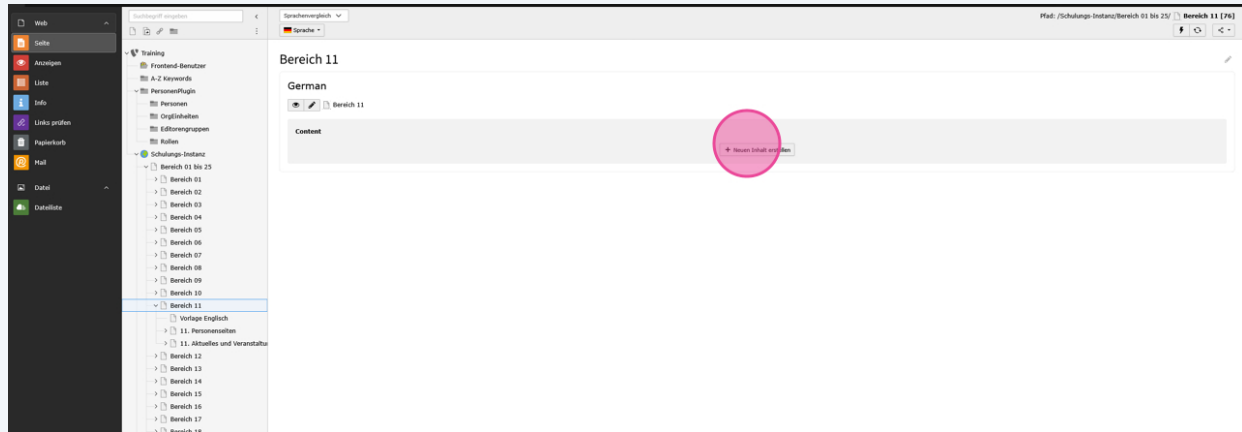 Web
Seite
Anzeigen
Liste
Info
Links prüfen
Papierkorb
Mail
Datei
Dateiliste
Suchbegriff eingeben
Training
Frontend-Benutzer
A-Z Keywords
PersonenPlugin
Personen
OrgEinheiten
Editorengruppen
Rollen
Schulungs-Instanz
Bereich 01 bis 25
Bereich 01
Bereich 02
Bereich 03
Bereich 04
Bereich 05
Bereich 06
Bereich 07
Bereich 08
Bereich 09
Bereich 10
Bereich 11
Vorlage Englisch
11. Personenseiten
11. Aktuelles und Veranstaltu
Bereich 12
Bereich 13
Bereich 14
Bereich 15
Bereich 16
Bereich 17
Bereich 18
Sprachenvergleich
Pfad: /Schulungs-Instanz/Bereich 01 bis 25/ Bereich 11 [76]
Sprache
Bereich 11
German
Bereich 11
Content
+ Neuen Inhalt erstellen